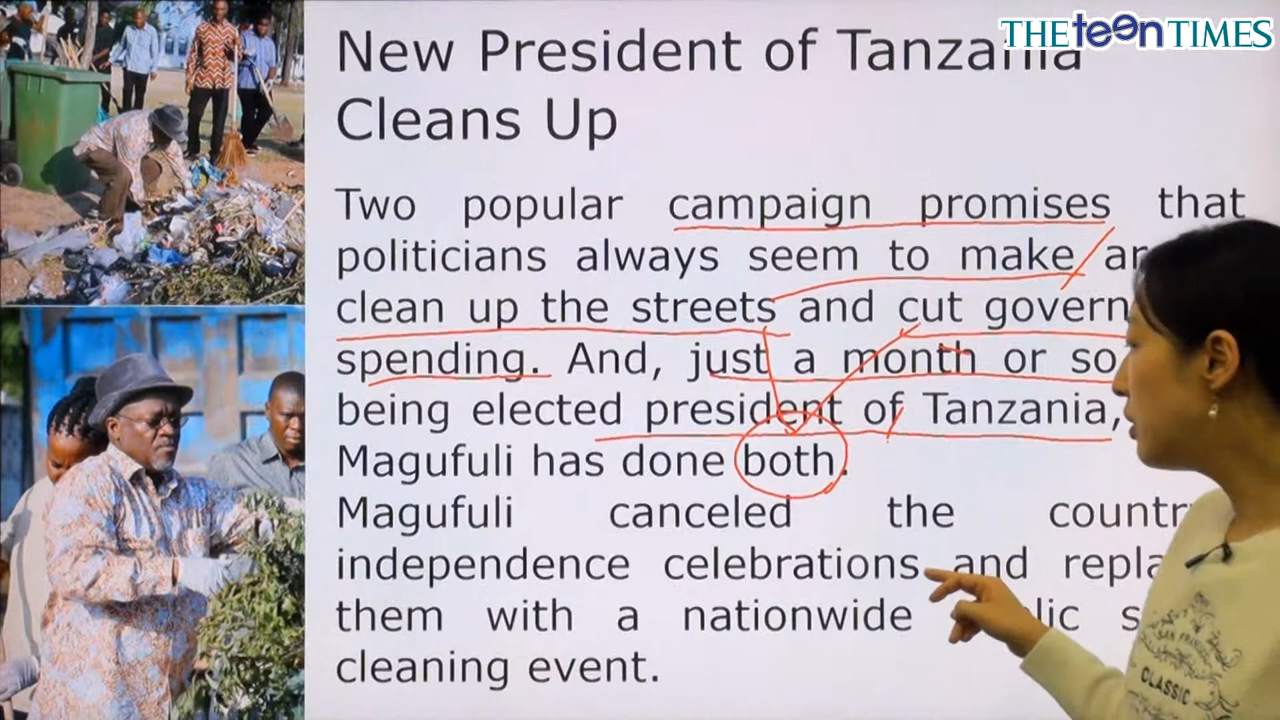 THE teen TIMES
New President of Tanzania
Cleans Up
Two popular campaign promises that
politicians always seem to make
clean up the streets and cut
spending. And, just a month or so
being elected president of Tanzania,
Magufuli has done both.
Magufuli canceled the
independence celebrations and
them with a nationwide
cleaning event.
SAN FRANCISCO
CLASSIC